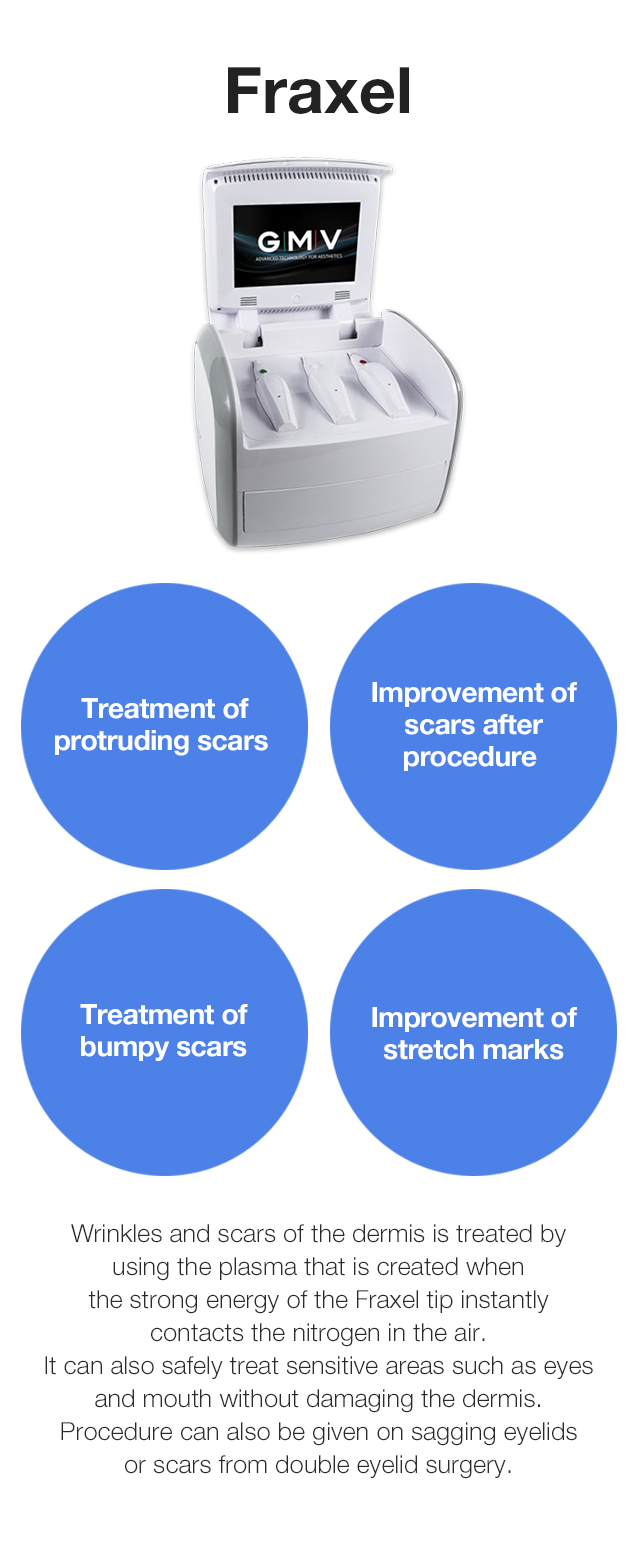 Fraxel
G|M|V
ADVANCED TECHNOLOGY FOR AESTHETICS
Treatment of
protruding scars
Improvement of
scars after
procedure
Treatment of
bumpy scars
Improvement of
stretch marks
Wrinkles and scars of the dermis is treated by
using the plasma that is created when
the strong energy of the Fraxel tip instantly
contacts the nitrogen in the air.
It can also safely treat sensitive areas such as eyes
and mouth without damaging the dermis.
Procedure can also be given on sagging eyelids
or scars from double eyelid surgery.